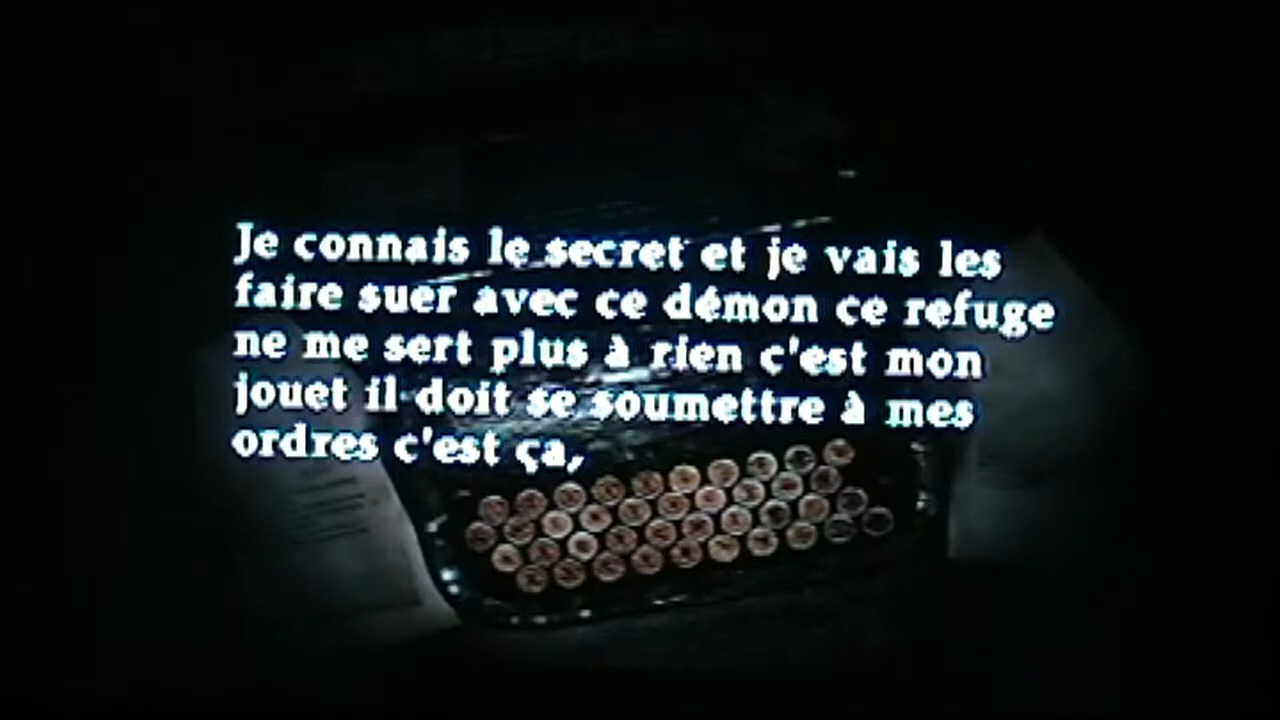 Je connais le secret et je vais les
faire suer avec ce démon ce refuge
ne me sert plus à rien c'est mon
jouet il doit se soumettre à mes
ordres c'est ça,